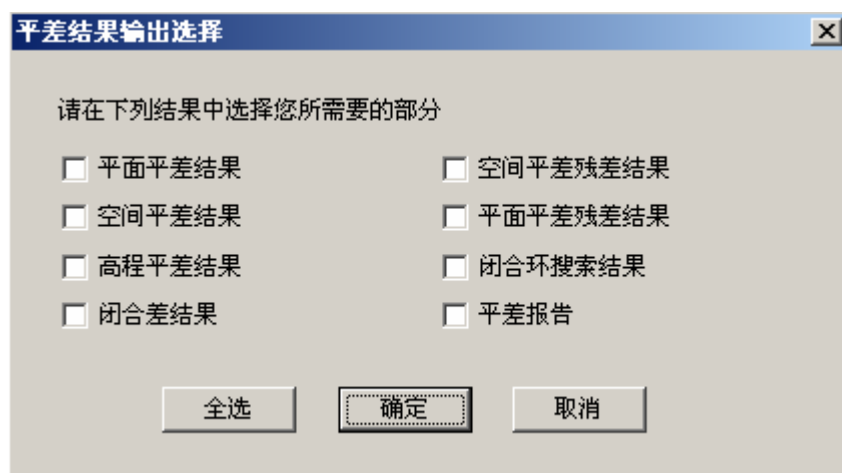 平差结果输出选择
请在下列结果中选择您所需要的部分
平面平差结果
空间平差残差结果
空间平差结果
平面平差残差结果
高程平差结果
闭合环搜索结果
闭合差结果
平差报告
全选
确定
取消